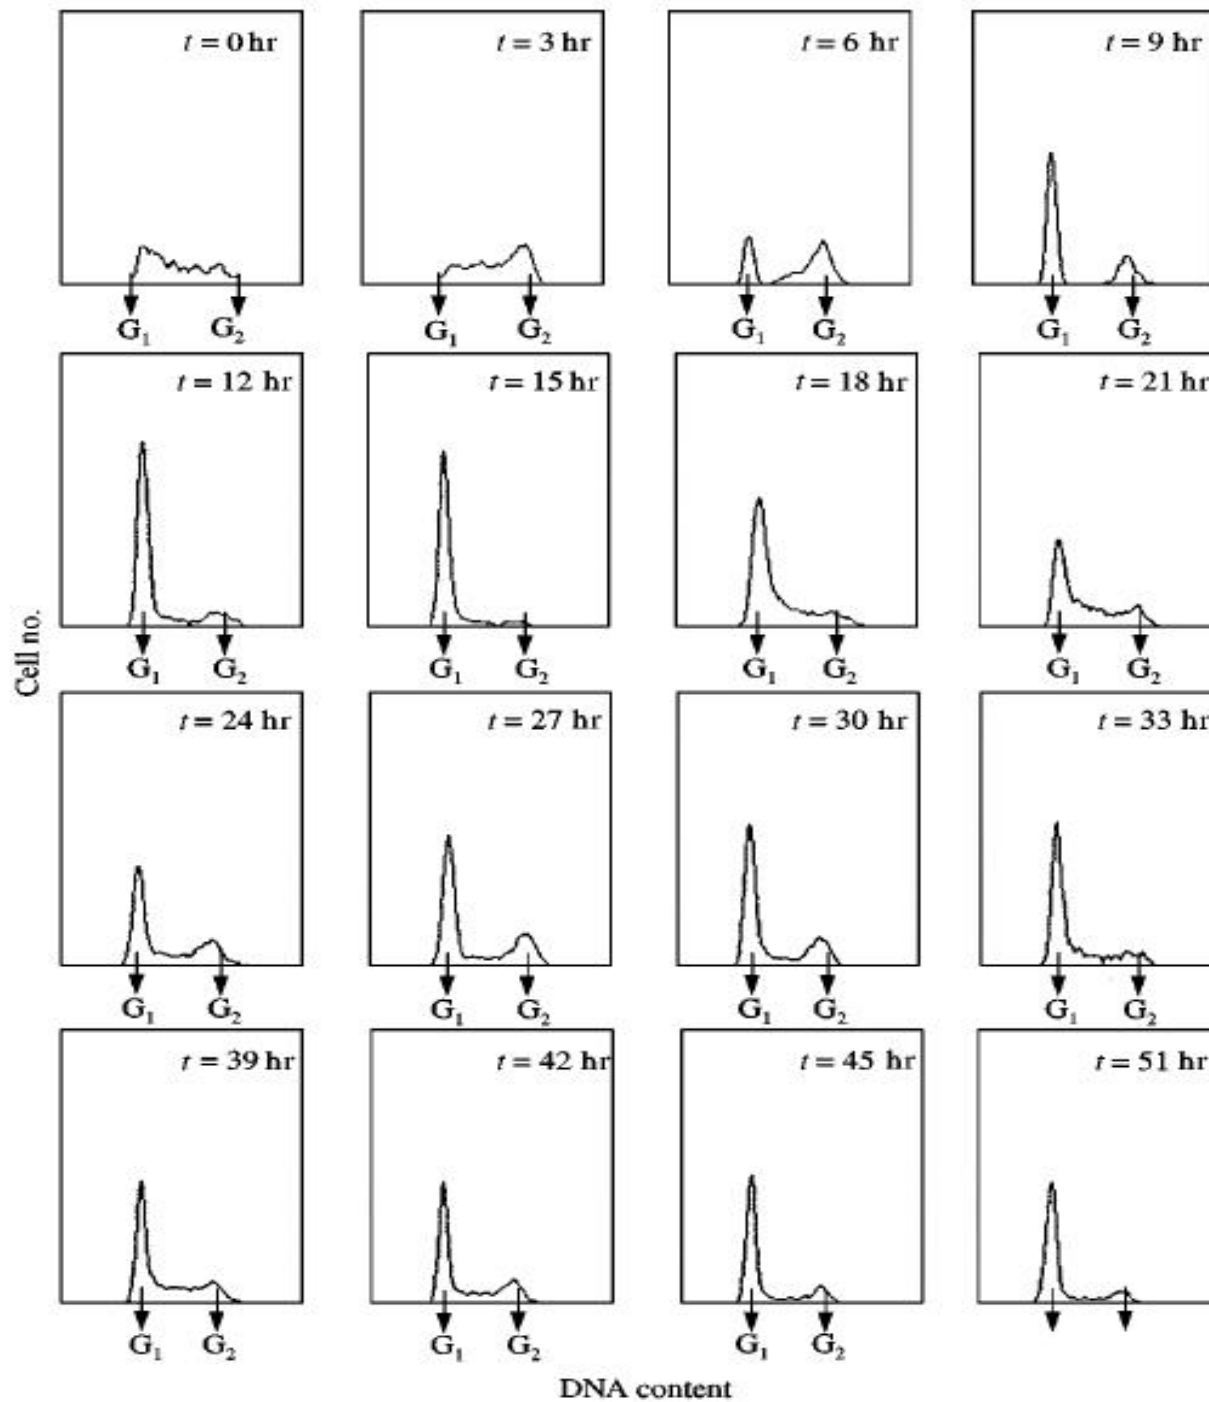 t = 0 hr
t = 3 hr
t = 6 hr
t = 9 hr
G₁ G₂
G₁ G₂
G₁ G₂
G₁ G₂
t = 12 hr
t = 15 hr
t = 18 hr
t = 21 hr
G₁ G₂
G₁ G₂
G₁ G₂
G₁ G₂
Cell no.
t = 24 hr
t = 27 hr
t = 30 hr
t = 33 hr
G₁ G₂
G₁ G₂
G₁ G₂
G₁ G₂
t = 39 hr
t = 42 hr
t = 45 hr
t = 51 hr
G₁ G₂
G₁ G₂
G₁ G₂
DNA content